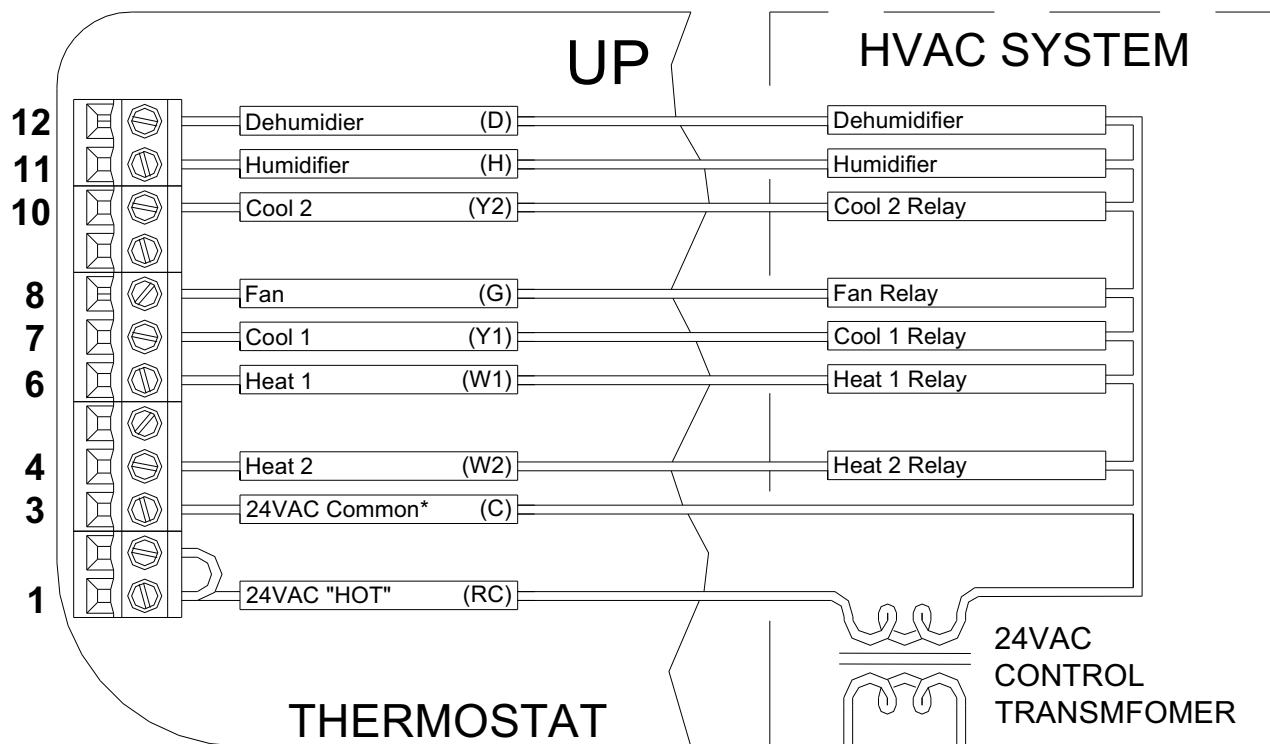 UP
HVAC SYSTEM
12 Dehumidier (D) Dehumidifier
11 Humidifier (H) Humidifier
10 Cool 2 (Y2) Cool 2 Relay
8 Fan (G) Fan Relay
7 Cool 1 (Y1) Cool 1 Relay
6 Heat 1 (W1) Heat 1 Relay
4 Heat 2 (W2) Heat 2 Relay
3 24VAC Common* (C)
1 24VAC "HOT" (RC)
24VAC
CONTROL
TRANSMFOMER
THERMOSTAT